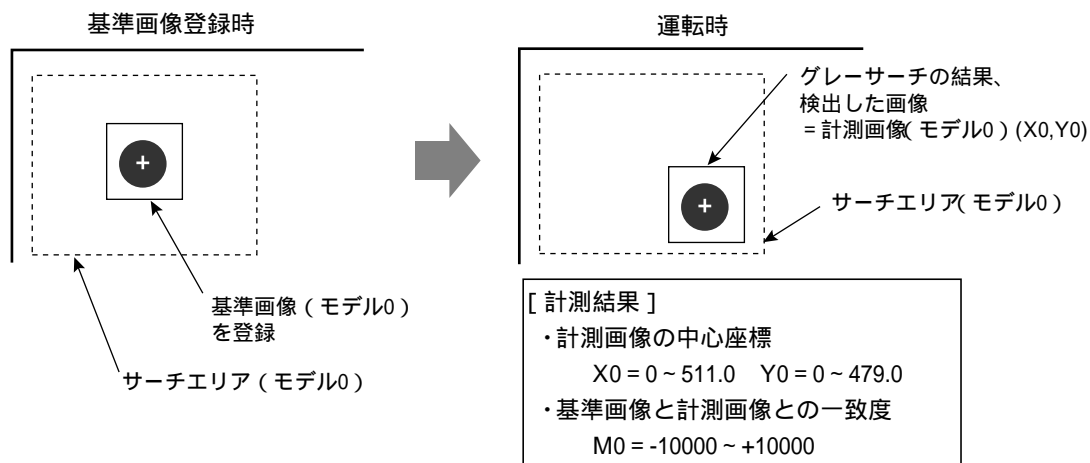 基準画像登録時
基準画像(モデル0)
を登録
サーチエリア(モデル0)
運転時
グレーサーチの結果、
検出した画像
=計測画像(モデル0)(X0,Y0)
サーチエリア(モデル0)
[計測結果]
・計測画像の中心座標
X0 = 0 ~ 511.0 Y0 = 0 ~ 479.0
・基準画像と計測画像との一致度
M0 = -10000 ~ +10000